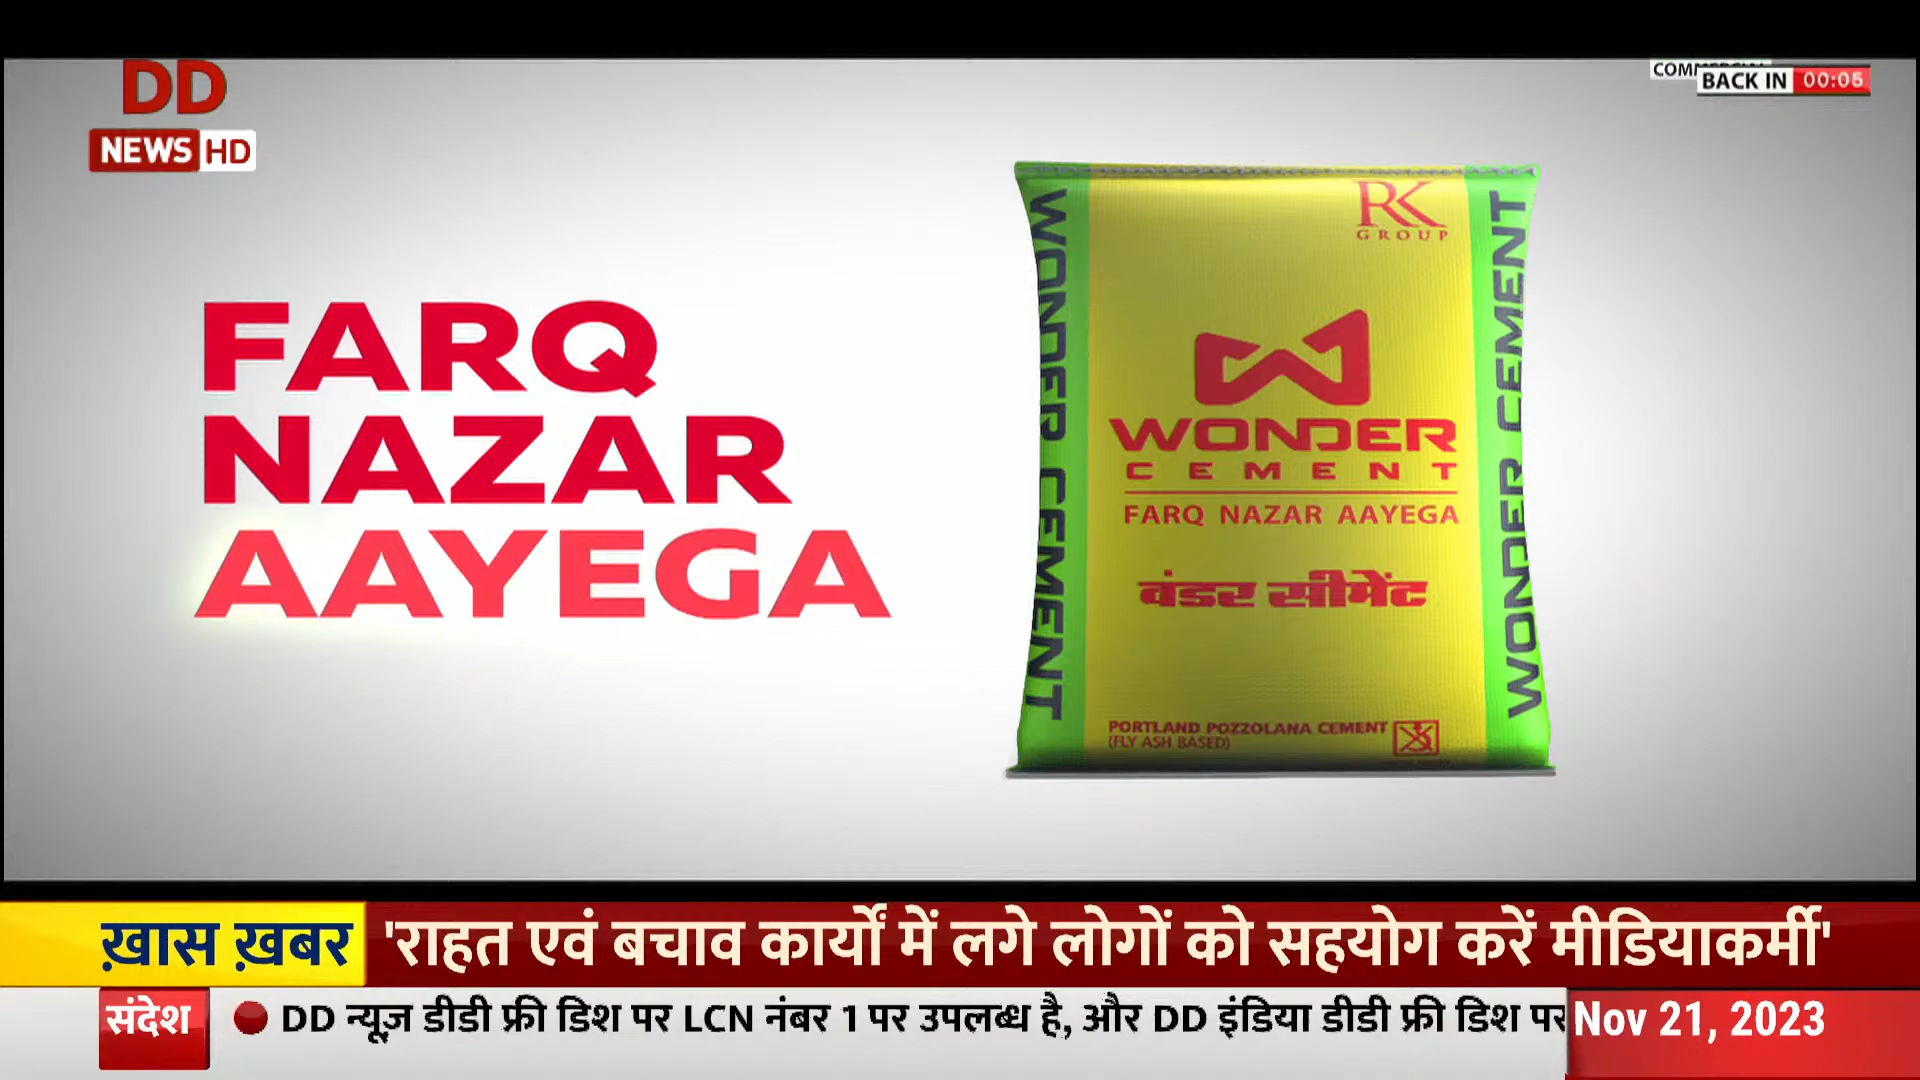 DD
NEWS HD
BACK IN 00:05
RK
GROUP
FARQ
NAZAR
AAYEGA
WONDER CEMENT
WONDER
CEMENT
FARQ NAZAR AAYEGA
वंडर सीमेंट
WONDER CEMENT
PORTLAND POZZOLANA CEMENT
(FLY ASH BASED)
ख़ास ख़बर 'राहत एवं बचाव कार्यों में लगे लोगों को सहयोग करें मीडियाकर्मी'
संदेश DD न्यूज़ डीडी फ्री डिश पर LCN नंबर 1 पर उपलब्ध है, और DD इंडिया डीडी फ्री डिश पर Nov 21, 2023